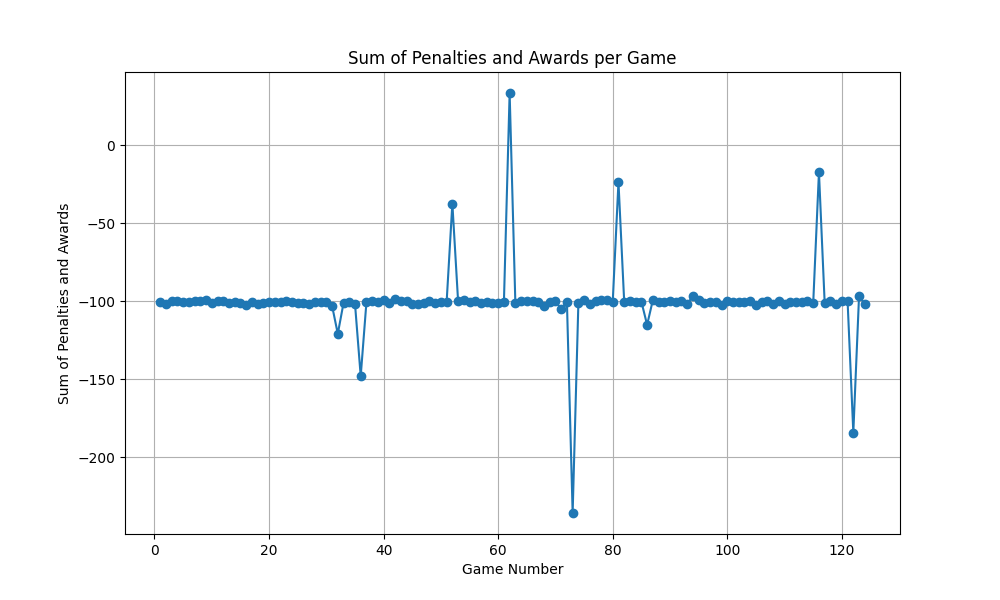 Sum of Penalties and Awards per Game
Sum of Penalties and Awards
0
−50
−100
−150
−200
0 20 40 60 80 100 120
Game Number